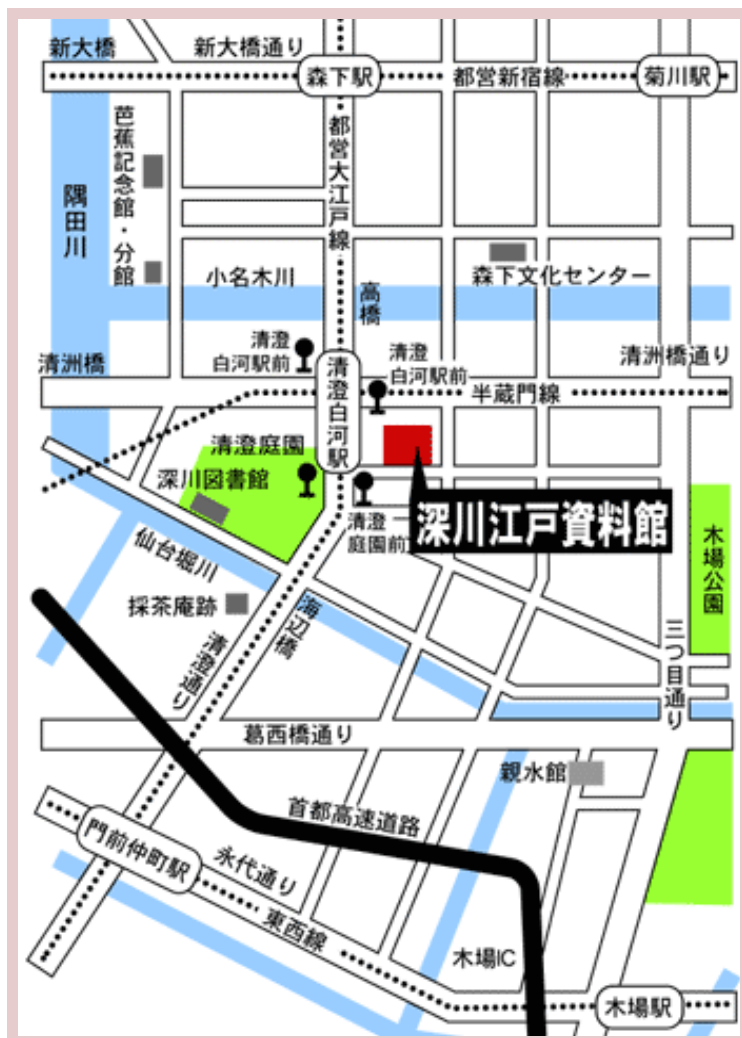 新大橋
新大橋通り
森下駅
都営新宿線
菊川駅
芭蕉記念館・分館
都営大江戸線
隅田川
小名木川
高橋
森下文化センター
清澄
白河駅前
清澄
白河駅前
清洲橋
清洲橋通り
清澄白河駅
半蔵門線
清澄庭園
深川図書館
深川江戸資料館
清澄
庭園前
木場公園
仙台堀川
採茶庵跡
海辺橋
清澄通り
三つ目通り
葛西橋通り
親水館
首都高速道路
門前仲町駅
永代通り
東西線
木場IC
木場駅